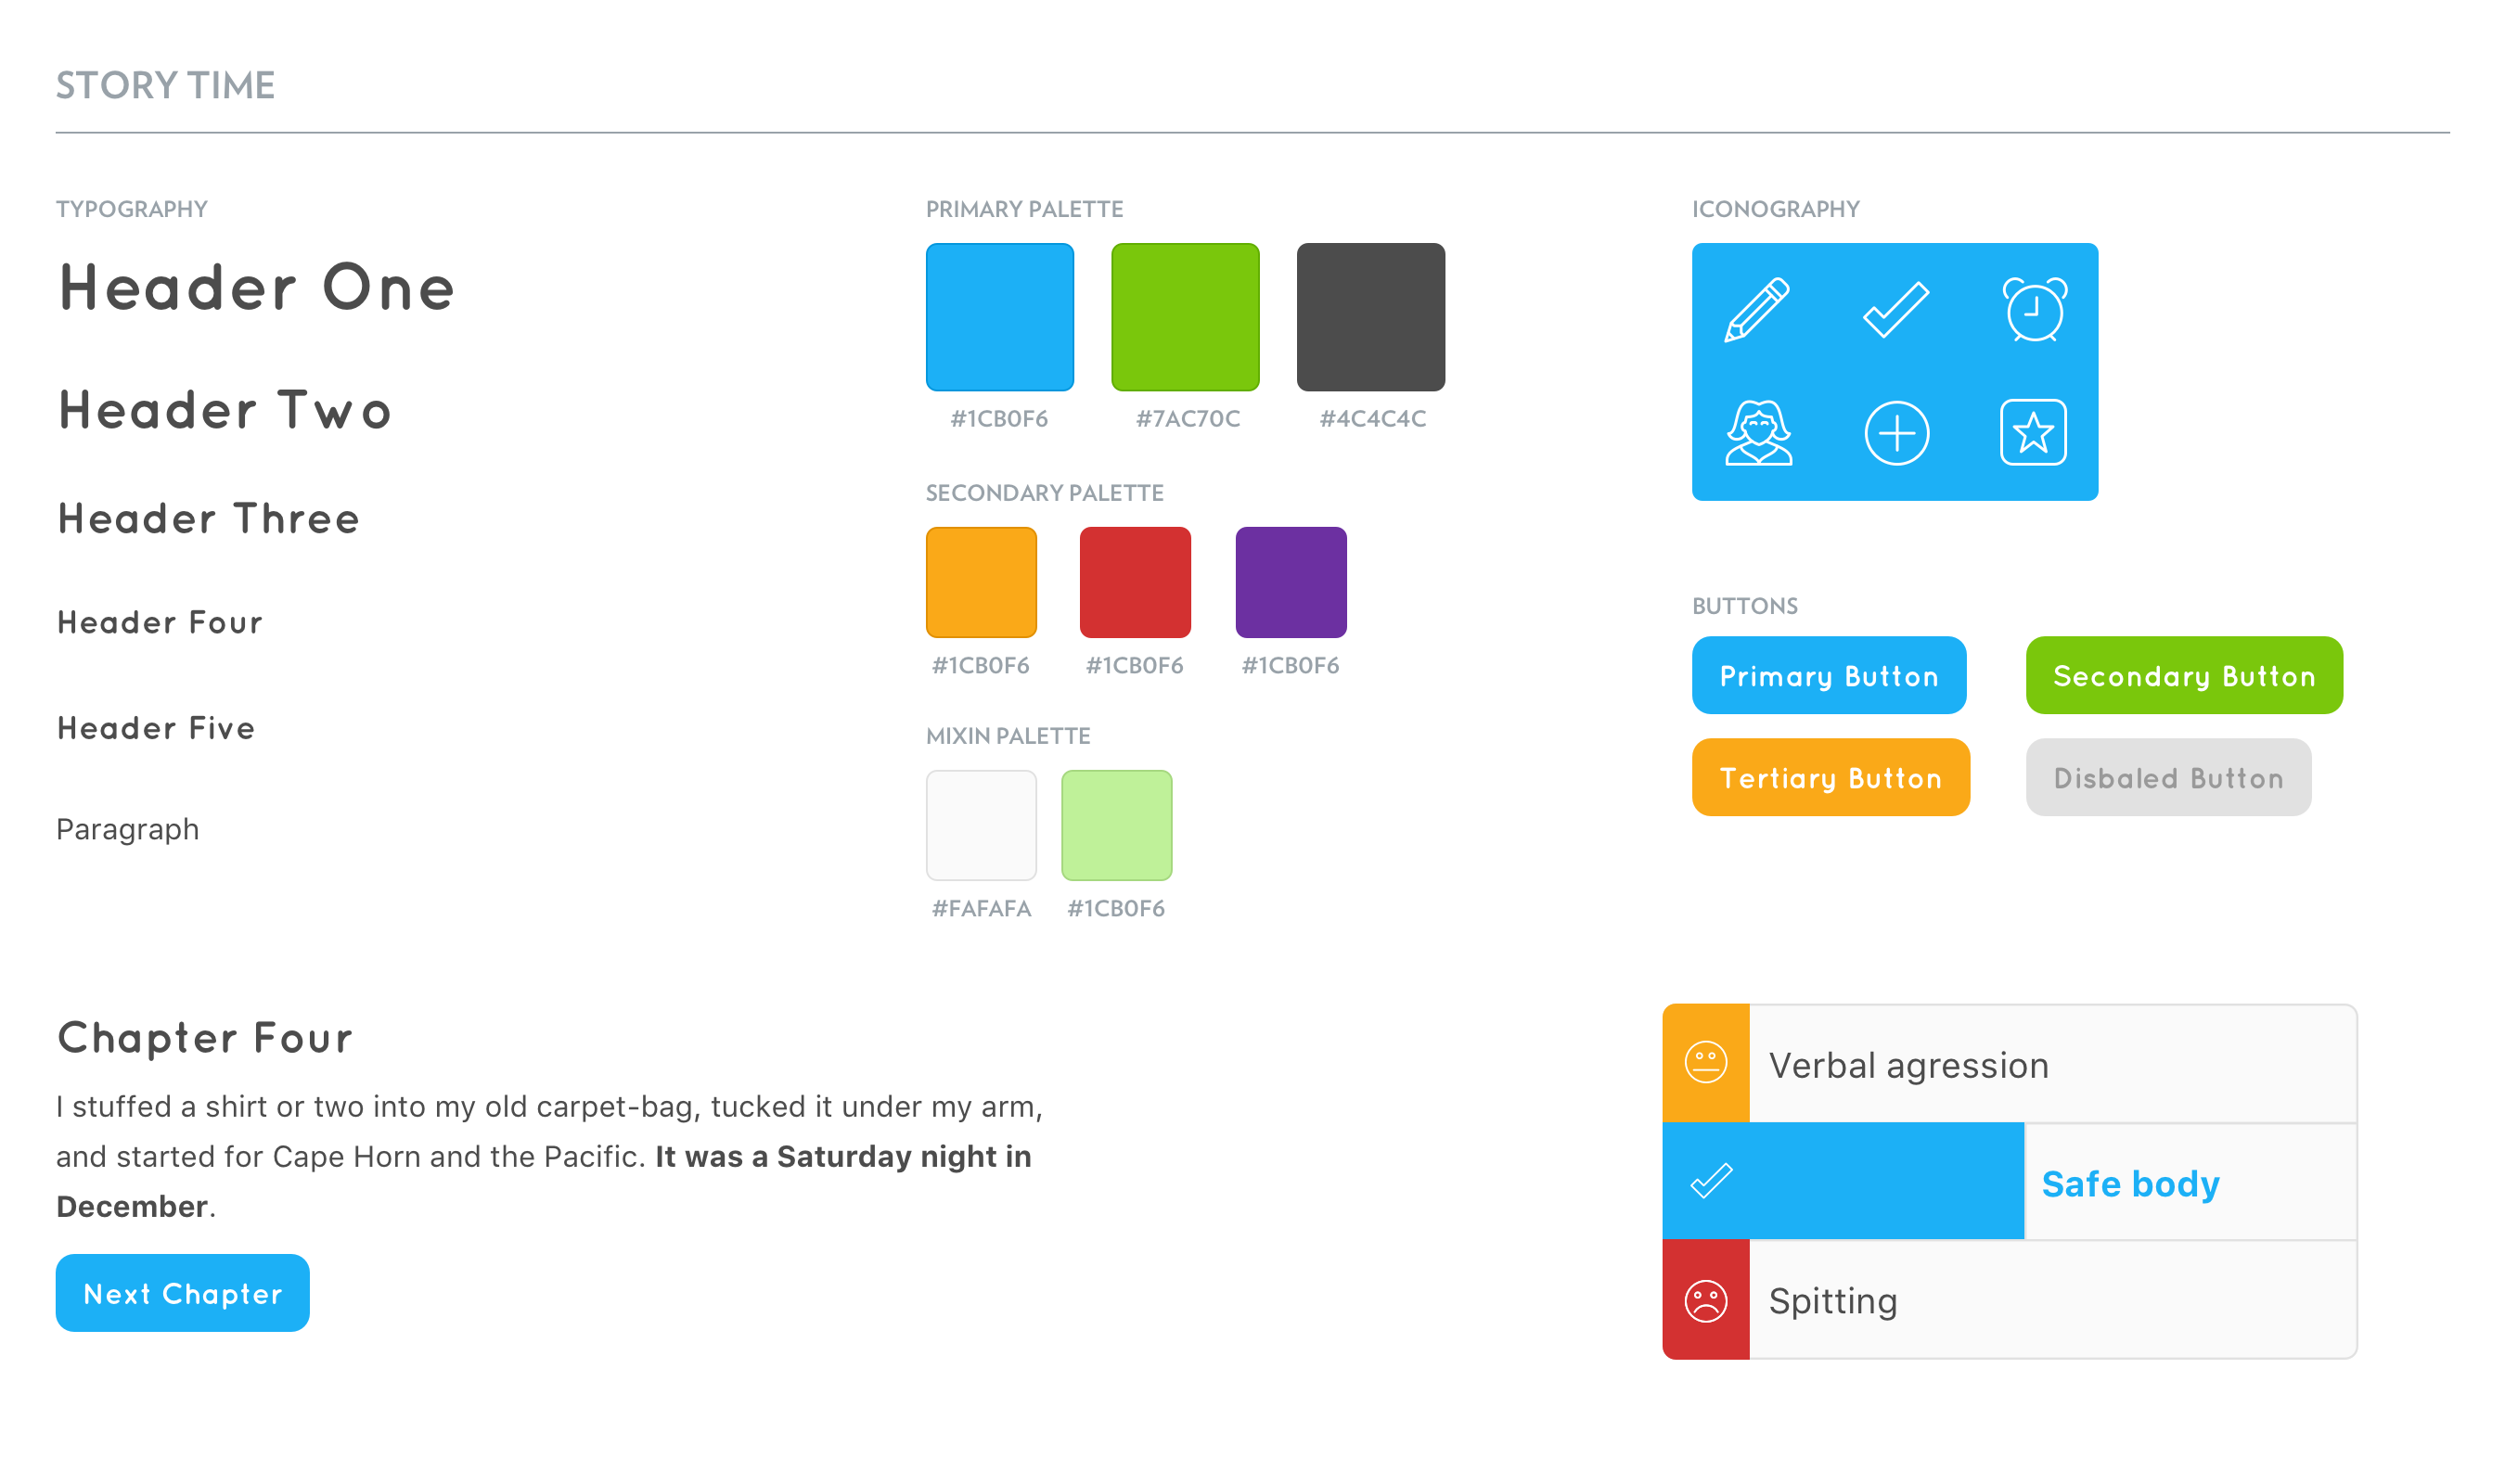 STORY TIME
TYPOGRAPHY
Header One
Header Two
Header Three
Header Four
Header Five
Paragraph
PRIMARY PALETTE
#1CB0F6 #7AC70C #4C4C4C
SECONDARY PALETTE
#1CB0F6 #1CB0F6 #1CB0F6
MIXIN PALETTE
#FAFAFA #1CB0F6
ICONOGRAPHY
BUTTONS
Primary Button Secondary Button
Tertiary Button Disbaled Button
Chapter Four
I stuffed a shirt or two into my old carpet-bag, tucked it under my arm,
and started for Cape Horn and the Pacific. It was a Saturday night in
December.
Next Chapter
Verbal agression
Safe body
Spitting